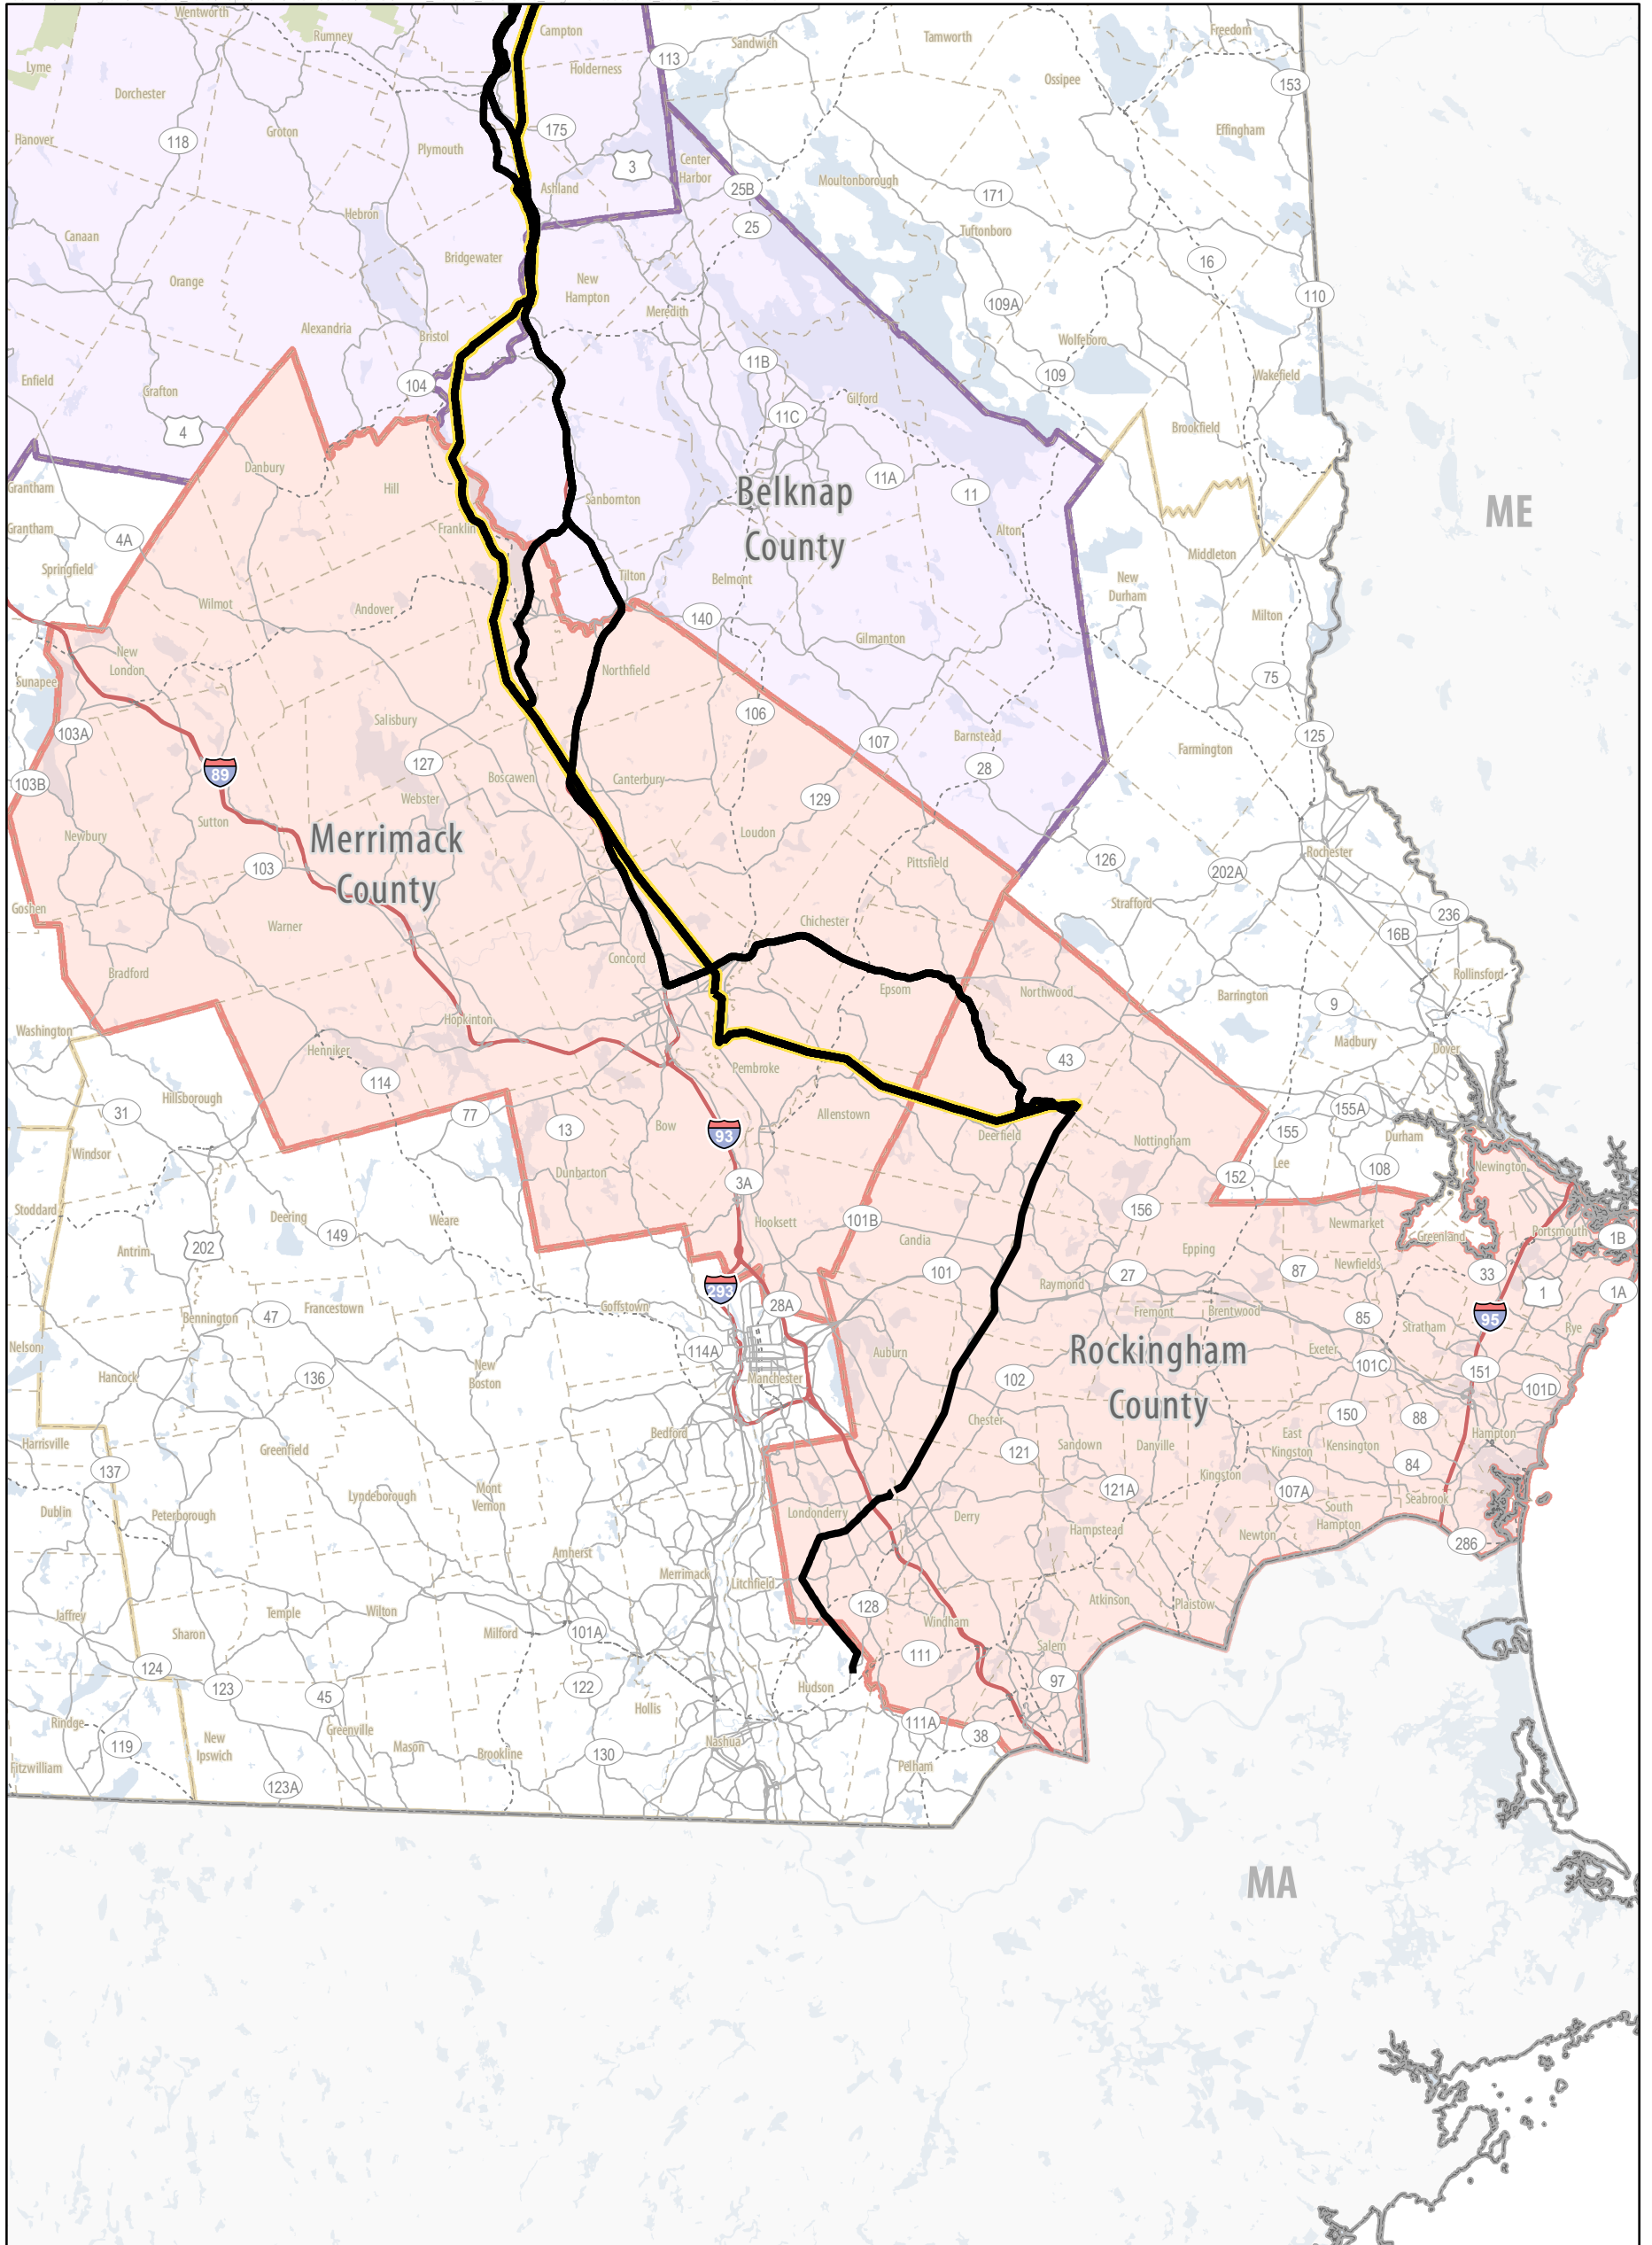 Wentworth
Rumney
Campton
Sandwich
Tamworth
Freedom
Lyme
Holderness
113
Ossipee
153
Dorchester
Hanover
118
Groton
Plymouth
175
3
Center
Harbor
Effingham
Ashland
25B
Moultonborough
171
Hebron
25
Tuftonboro
Canaan
Bridgewater
16
Orange
New
Hampton
109A
110
Alexandria
Bristol
Meredith
Wolfeboro
11B
109
Wakefield
Enfield
Grafton
104
Gilford
11C
4
Brookfield
Danbury
Hill
Grantham
Belknap
County
11A
11
Sanbornton
ME
Grantham
4A
Franklin
Alton
Middleton
Springfield
Tilton
Belmont
New
Durham
Wilmot
Andover
140
Gilmanton
Milton
New
London
Northfield
Sunapee
75
Salisbury
106
103A
107
Barnstead
125
127
28
Farmington
89
Boscawen
Canterbury
103B
Webster
129
Sutton
Newbury
Merrimack
County
Loudon
103
126
Pittsfield
Rochester
202A
Goshen
Strafford
236
Warner
Chichester
16B
Concord
Bradford
Rollinsford
Epsom
Northwood
Barrington
9
Hopkinton
Washington
Madbury
Dover
Henniker
43
Pembroke
114
Hillsborough
31
77
Allenstown
155A
13
Bow
93
Deerfield
155
Durham
Nottingham
Windsor
Lee
108
Newington
Dunbarton
3A
152
Stoddard
156
Deering
Weare
Hooksett
101B
Newmarket
Portsmouth
149
Candia
Greenland
1B
Antrim
202
Epping
101
27
87
Newfields
33
Raymond
293
1
1A
Goffstown
28A
Francestown
Fremont
Brentwood
85
47
95
Bennington
Stratham
Rye
Nelson
114A
Auburn
Rockingham
County
Exeter
101C
New
Boston
Hancock
136
Manchester
102
151
101D
150
88
Bedford
Chester
Harrisville
Greenfield
121
Sandown
Danville
East
Kingston
Kensington
Hampton
137
84
Kingston
Mont
Vernon
121A
107A
Lyndeborough
Seabrook
Dublin
Peterborough
Londonderry
Derry
South
Hampton
Hampstead
Newton
286
Amherst
Merrimack
Litchfield
Atkinson
Plaistow
Jaffrey
Temple
Wilton
128
Windham
Sharon
Milford
101A
Salem
124
111
123
122
Hudson
97
45
Hollis
Rindge
111A
Greenville
New
Ipswich
38
119
Mason
Brookline
130
Nashua
Pelham
Fitzwilliam
123A
MA